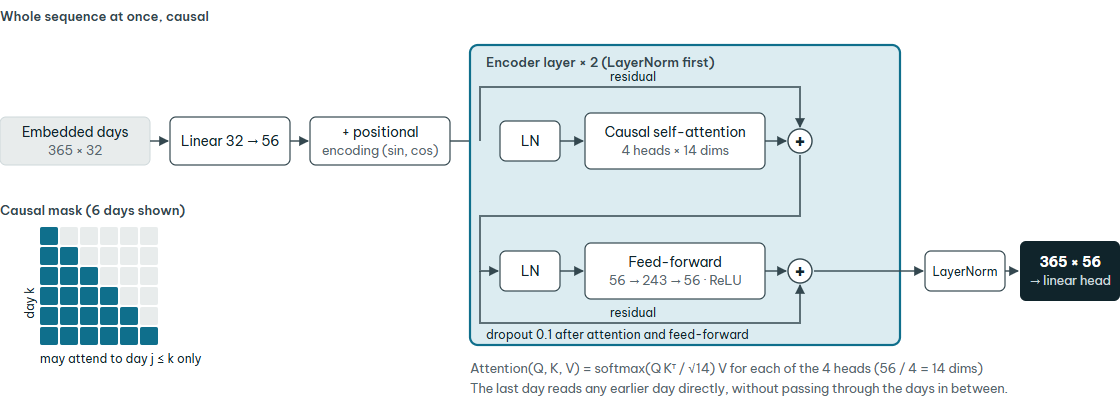 Whole sequence at once, causal
Encoder layer × 2 (LayerNorm first)
residual
Embedded days
365 × 32
Linear 32 → 56
+ positional
encoding (sin, cos)
LN
Causal self-attention
4 heads × 14 dims
+
Causal mask (6 days shown)
day k
may attend to day j ≤ k only
LN
Feed-forward
56 → 243 → 56 · ReLU
+
residual
dropout 0.1 after attention and feed-forward
LayerNorm
365 × 56
→ linear head
Attention(Q, K, V) = softmax(Q Kᵀ / √14) V for each of the 4 heads (56 / 4 = 14 dims)
The last day reads any earlier day directly, without passing through the days in between.